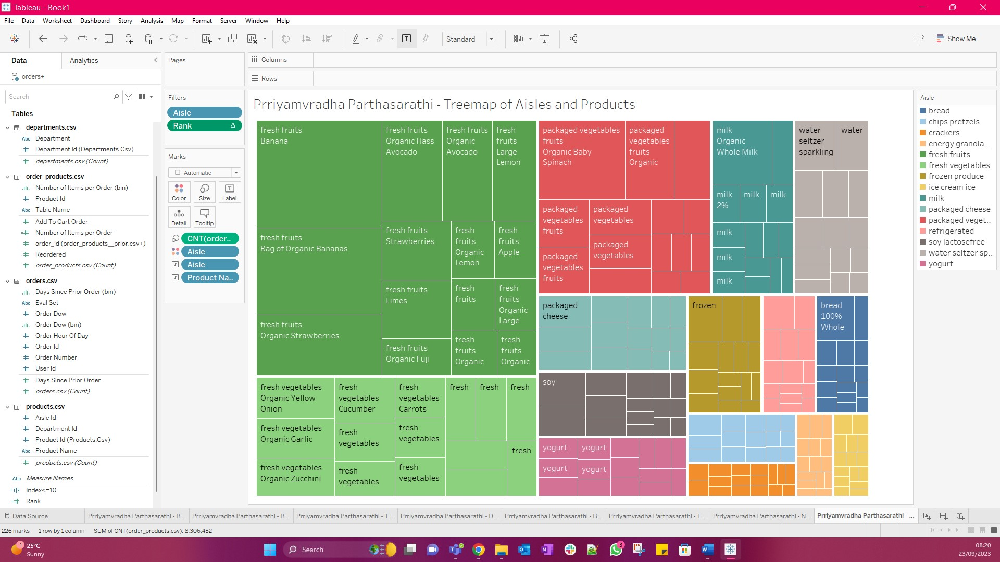 Tableau - Book1
File Data Worksheet Dashboard Story Analysis Map Format Server Window Help
Standard
Show Me
Data
Analytics
orders+
Search
Tables
departments.csv
Abc Department
Department Id (Departments.Csv)
departments.csv (Count)
order_products.csv
Number of Items per Order (bin)
Product Id
Abc Table Name
Add To Cart Order
Number of Items per Order
order_id (order_products__prior.csv+)
Reordered
order_products.csv (Count)
orders.csv
Days Since Prior Order (bin)
Abc Eval Set
Order Dow
Order Dow (bin)
Order Hour Of Day
Order Id
Order Number
User Id
Days Since Prior Order
orders.csv (Count)
products.csv
Aisle Id
Department Id
Product Id (Products.Csv)
Abc Product Name
products.csv (Count)
Abc Measure Names
Index<=10
Rank
Pages
Filters
Aisle
Rank
Marks
Automatic
Color Size Label
Detail Tooltip
CNT(order..
Aisle
Aisle
Product Na..
Columns
Rows
Prriyamvradha Parthasarathi - Treemap of Aisles and Products
fresh fruits
Banana
fresh fruits
Organic Hass
Avocado
fresh fruits
Organic
Avocado
fresh
fruits
Large
Lemon
fresh fruits
Bag of Organic Bananas
fresh fruits
Strawberries
fresh
fruits
Organic
Lemon
fresh
fruits
Apple
fresh fruits
Limes
fresh
fruits
fresh
fruits
Organic
Large
fresh fruits
Organic Strawberries
fresh fruits
Organic Fuji
fresh
fruits
Organic
fresh
fruits
Organic
fresh vegetables
Organic Yellow
Onion
fresh
vegetables
Cucumber
fresh
vegetables
Carrots
fresh
fresh
fresh
fresh vegetables
Organic Garlic
fresh
vegetables
fresh
vegetables
fresh
fresh vegetables
Organic Zucchini
fresh
vegetables
fresh
vegetables
packaged vegetables
fruits
Organic Baby
Spinach
packaged
vegetables
fruits
Organic
packaged
vegetables
fruits
packaged
vegetables
packaged
vegetables
packaged
vegetables
fruits
milk
Organic
Whole Milk
milk
2%
milk
milk
milk
milk
milk
water
seltzer
sparkling
water
packaged
cheese
soy
yogurt
yogurt
yogurt
yogurt
frozen
bread
100%
Whole
Aisle
bread
chips pretzels
crackers
energy granola ..
fresh fruits
fresh vegetables
frozen produce
ice cream ice
milk
packaged cheese
packaged veget..
refrigerated
soy lactosefree
water seltzer sp..
yogurt
Data Source
Prriyamvradha Parthasarathi - B...
Prriyamvradha Parthasarathi - B...
Prriyamvradha Parthasarathi - T...
Prriyamvradha Parthasarathi - D...
Prriyamvradha Parthasarathi - B...
Prriyamvradha Parthasarathi - T...
Prriyamvradha Parthasarathi - N...
Prriyamvradha Parthasarathi - ...
226 marks 1 row by 1 column SUM of CNT(order_products.csv): 8,306,452
1
25°C
Sunny
Search
3
08:20
23/09/2023